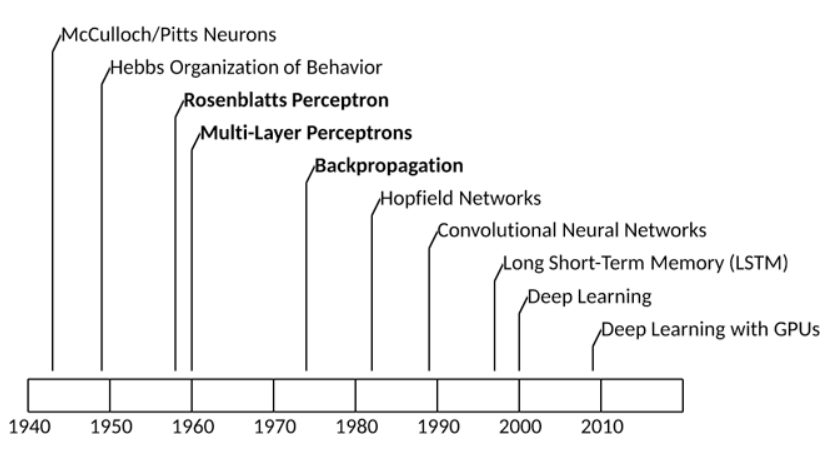 McCulloch/Pitts Neurons
Hebbs Organization of Behavior
Rosenblatts Perceptron
Multi-Layer Perceptrons
Backpropagation
Hopfield Networks
Convolutional Neural Networks
Long Short-Term Memory (LSTM)
Deep Learning
Deep Learning with GPUs
1940 1950 1960 1970 1980 1990 2000 2010